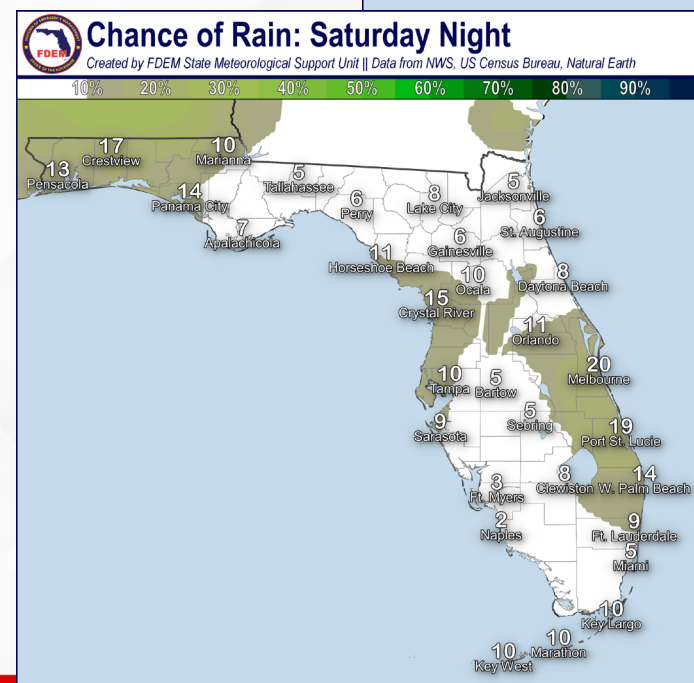 FDEM
Chance of Rain: Saturday Night
Created by FDEM State Meteorological Support Unit || Data from NWS, US Census Bureau, Natural Earth
10% 20% 30% 40% 50% 60% 70% 80% 90%
17
Crestview
10
Marianna
13
Pensacola
5
Tallahassee
5
Jacksonville
14
Panama City
6
Perry
8
Lake City
7
Apalachicola
6
St. Augustine
6
Gainesville
11
Horseshoe Beach
10
Ocala
8
Daytona Beach
15
Crystal River
11
Orlando
20
Melbourne
10
Tampa
5
Bartow
9
Sarasota
5
Sebring
19
Port St. Lucie
3
Ft. Myers
8
Clewiston
14
W. Palm Beach
2
Naples
9
Ft. Lauderdale
5
Miami
10
Key Largo
10
Marathon
10
Key West